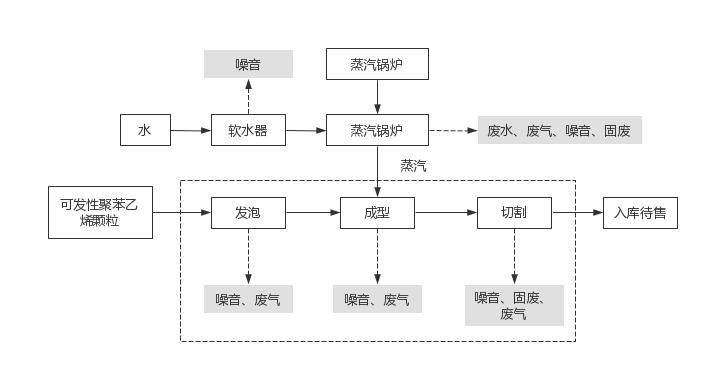 噪音
蒸汽锅炉
水
软水器
蒸汽锅炉
废水、废气、噪音、固废
蒸汽
可发性聚苯乙
烯颗粒
发泡
成型
切割
入库待售
噪音、废气
噪音、废气
噪音、固废、
废气